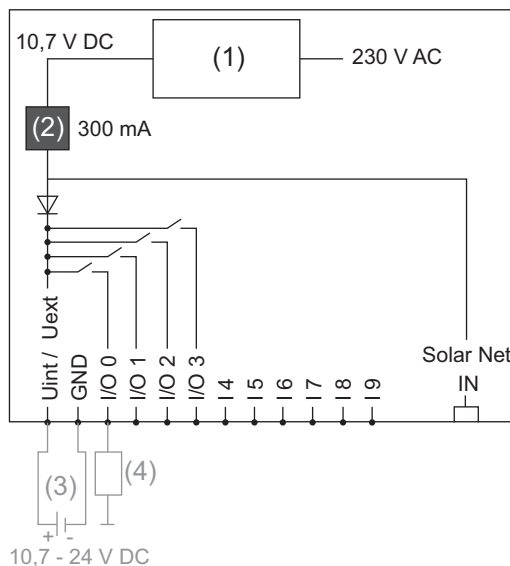 10,7 V DC
(1)
230 V AC
(2)
300 mA
Uint / Uext
GND
I/O 0
I/O 1
I/O 2
I/O 3
I 4
I 5
I 6
I 7
I 8
I 9
Solar Net
IN
(3)
(4)
+ -
10,7 - 24 V DC